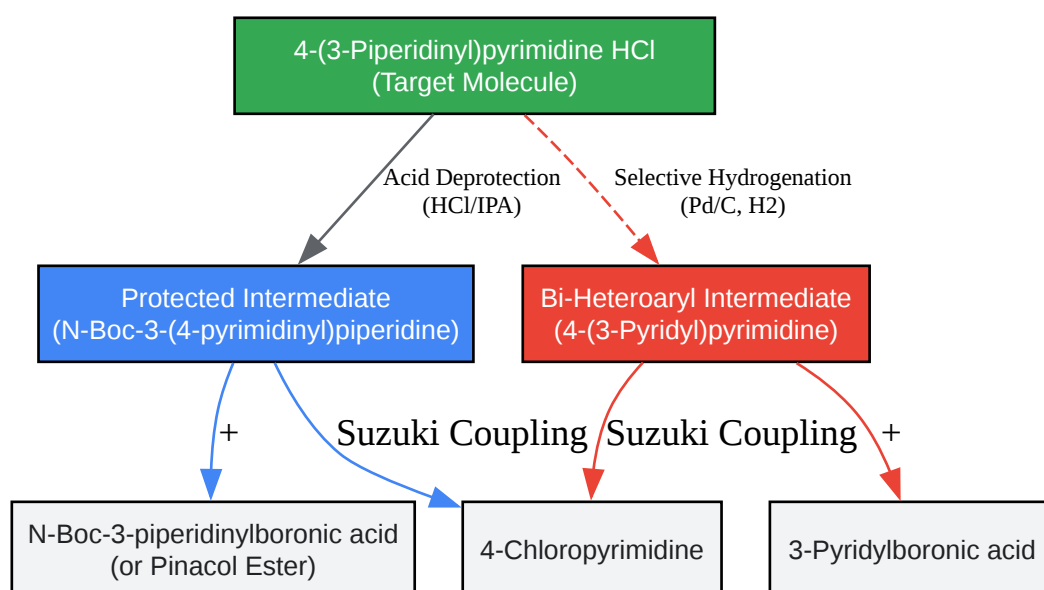 4-(3-Piperidinyl)pyrimidine HCl
(Target Molecule)
Acid Deprotection
(HCl/IPA)
Selective Hydrogenation
(Pd/C, H2)
Protected Intermediate
(N-Boc-3-(4-pyrimidinyl)piperidine)
Bi-Heteroaryl Intermediate
(4-(3-Pyridyl)pyrimidine)
+
Suzuki Coupling
Suzuki Coupling
+
N-Boc-3-piperidinylboronic acid
(or Pinacol Ester)
4-Chloropyrimidine
3-Pyridylboronic acid